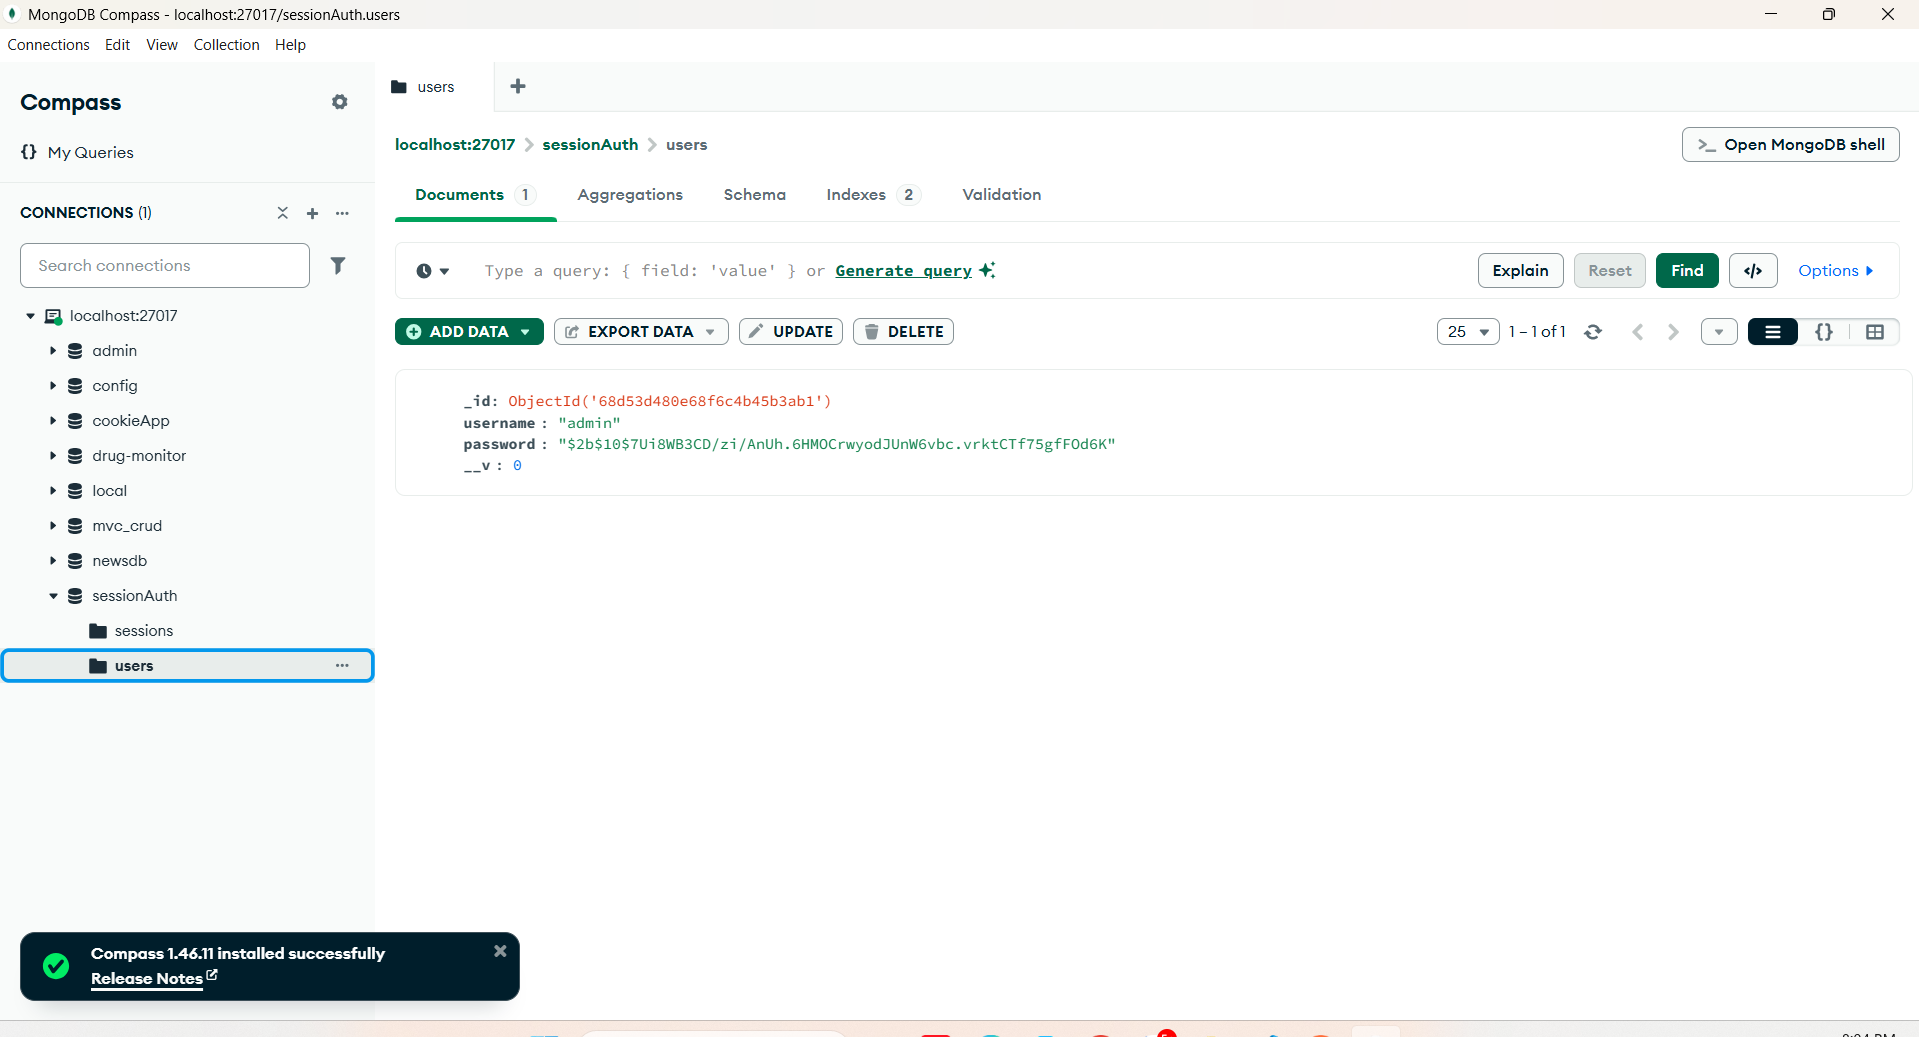 MongoDB Compass - localhost:27017/sessionAuth.users
Connections Edit View Collection Help
Compass
{} My Queries
CONNECTIONS (1)
Search connections
localhost:27017
admin
config
cookieApp
drug-monitor
local
mvc_crud
newsdb
sessionAuth
sessions
users
users
localhost:27017 > sessionAuth > users
>_ Open MongoDB shell
Documents 1 Aggregations Schema Indexes 2 Validation
Type a query: { field: 'value' } or Generate query
Explain Reset Find </> Options
ADD DATA EXPORT DATA UPDATE DELETE
25 1 – 1 of 1 {}
_id: ObjectId('68d53d480e68f6c4b45b3ab1')
username : "admin"
password : "$2b$10$7Ui8WB3CD/zi/AnUh.6HMOCrwyodJUnW6vbc.vrktCTf75gfFOd6K"
__v : 0
Compass 1.46.11 installed successfully
Release Notes